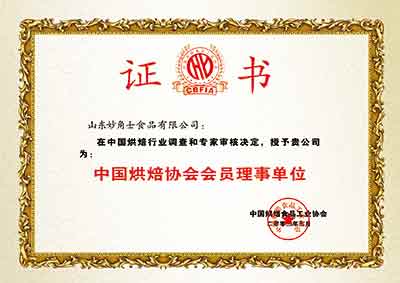 证 书
CBFIA
山东妙角士食品有限公司：
在中国烘焙行业调查和专家审核决定，授予贵公司
为：
中国烘焙协会会员理事单位
中国烘焙食品工业协会